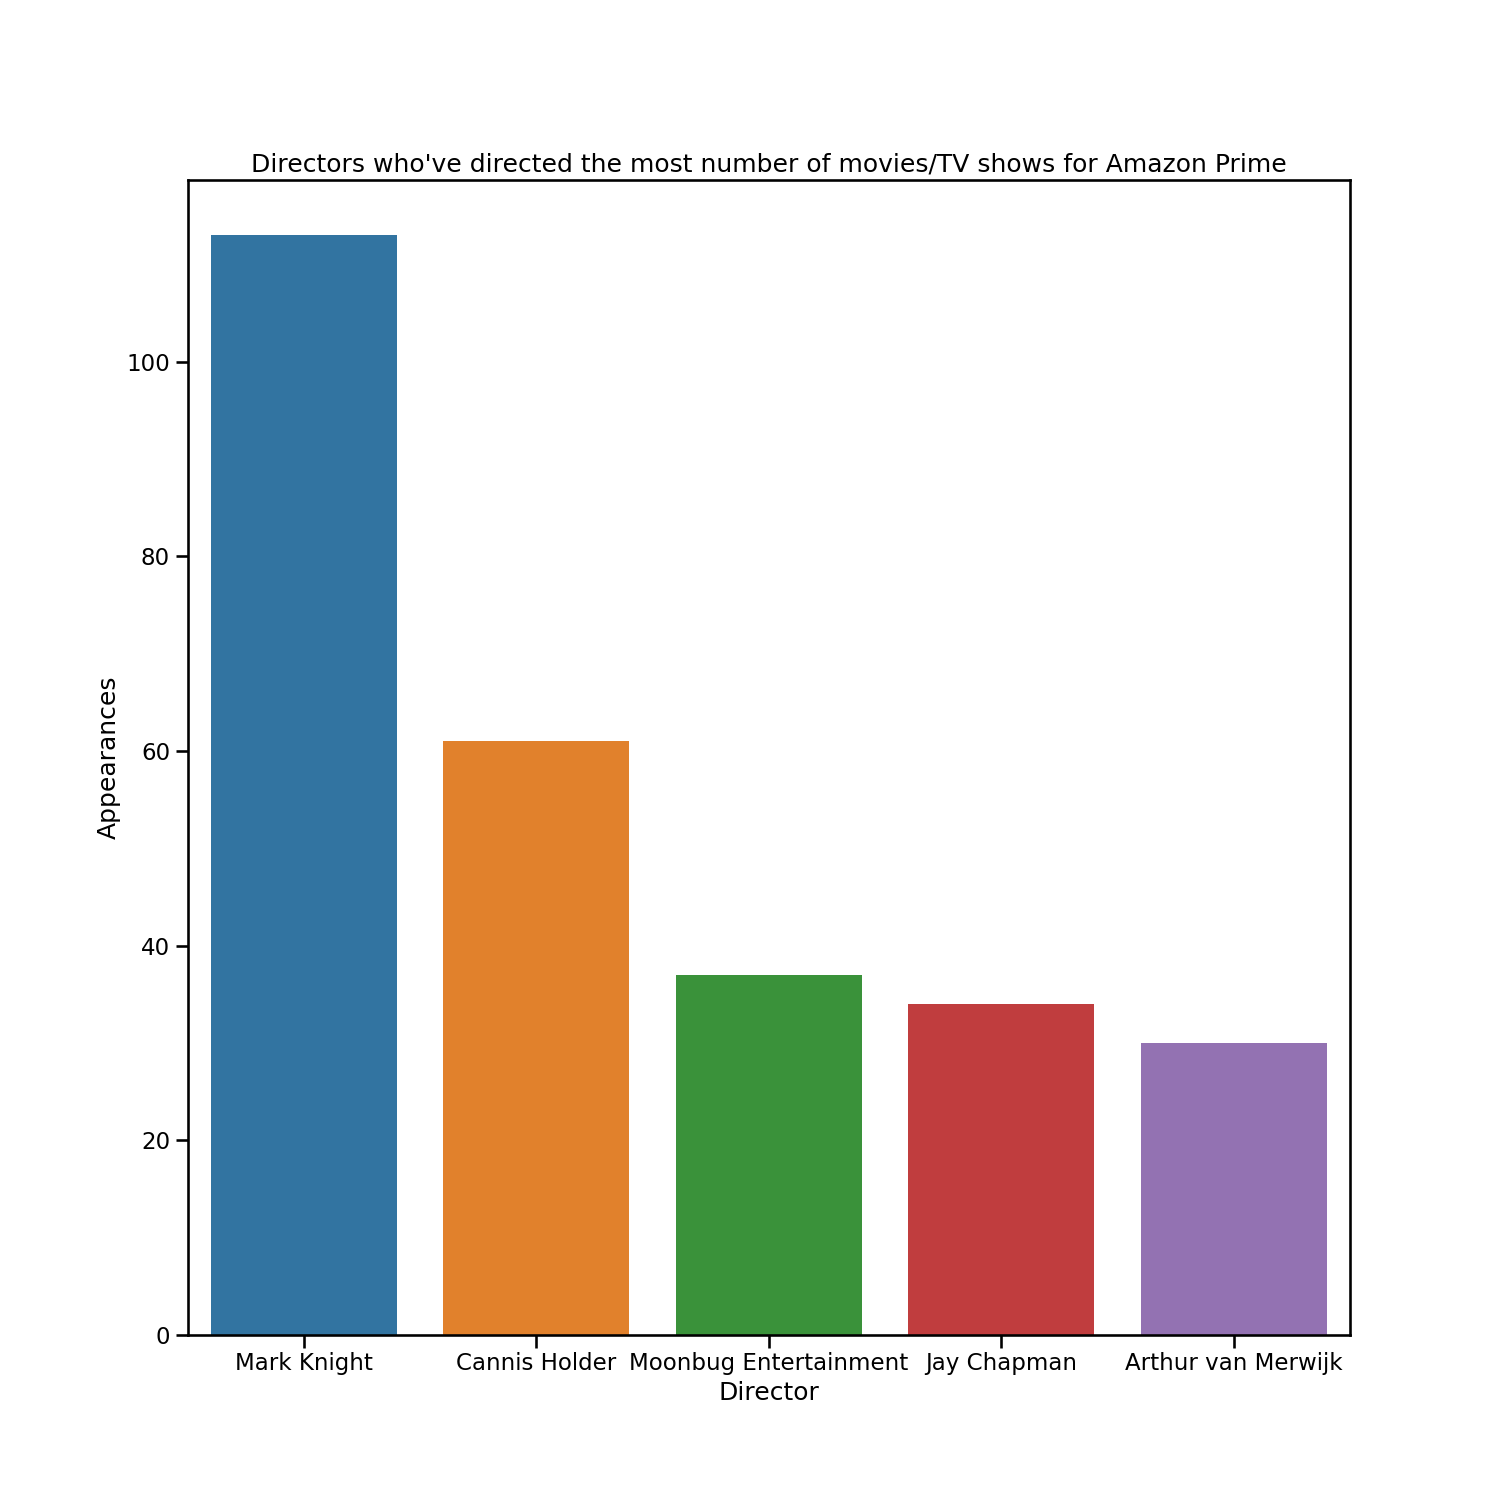 Directors who've directed the most number of movies/TV shows for Amazon Prime
100
80
60
40
20
0
Appearances
Mark Knight Cannis Holder Moonbug Entertainment Jay Chapman Arthur van Merwijk
Director